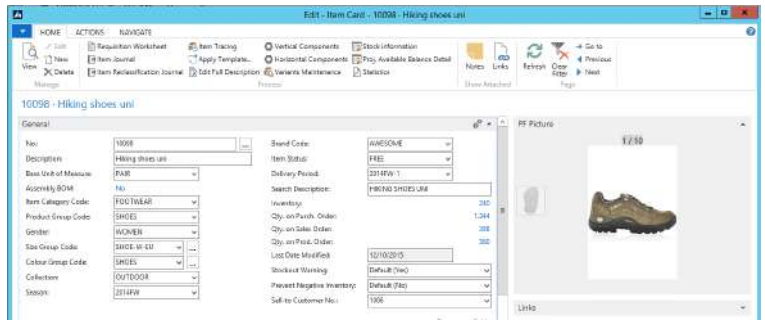 Edit - Item Card - 10098 - Hiking shoes uni
HOME ACTIONS NAVIGATE
View
Edit
New
Delete
Manage
Requisition Worksheet
Item Journal
Item Reclassification Journal
Item Tracing
Apply Template...
Edit Full Description
Vertical Components
Horizontal Components
Variants Maintenance
Stock Information
Proj. Available Balance Detail
Statistics
Process
Notes Links
Show Attached
Refresh Clear Filter
Go to
Previous
Next
Page
10098 - Hiking shoes uni
General
No.: 10098 ...
Description: Hiking shoes uni
Base Unit of Measure: PAIR
Assembly BOM: No
Item Category Code: FOOTWEAR
Product Group Code: SHOES
Gender: WOMEN
Size Group Code: SHOE-W-EU ...
Colour Group Code: SHOES ...
Collection: OUTDOOR
Season: 2014FW
Brand Code: AWESOME
Item Status: FREE
Delivery Period: 2014FW-1
Search Description: HIKING SHOES UNI
Inventory: 240
Qty. on Purch. Order: 1.344
Qty. on Sales Order:
Qty. on Prod. Order: 360
Last Date Modified: 12/10/2015
Stockout Warning: Default (Yes)
Prevent Negative Inventory: Default (No)
Sell-to Customer No.: 1006
PF Picture
1 / 10
Links